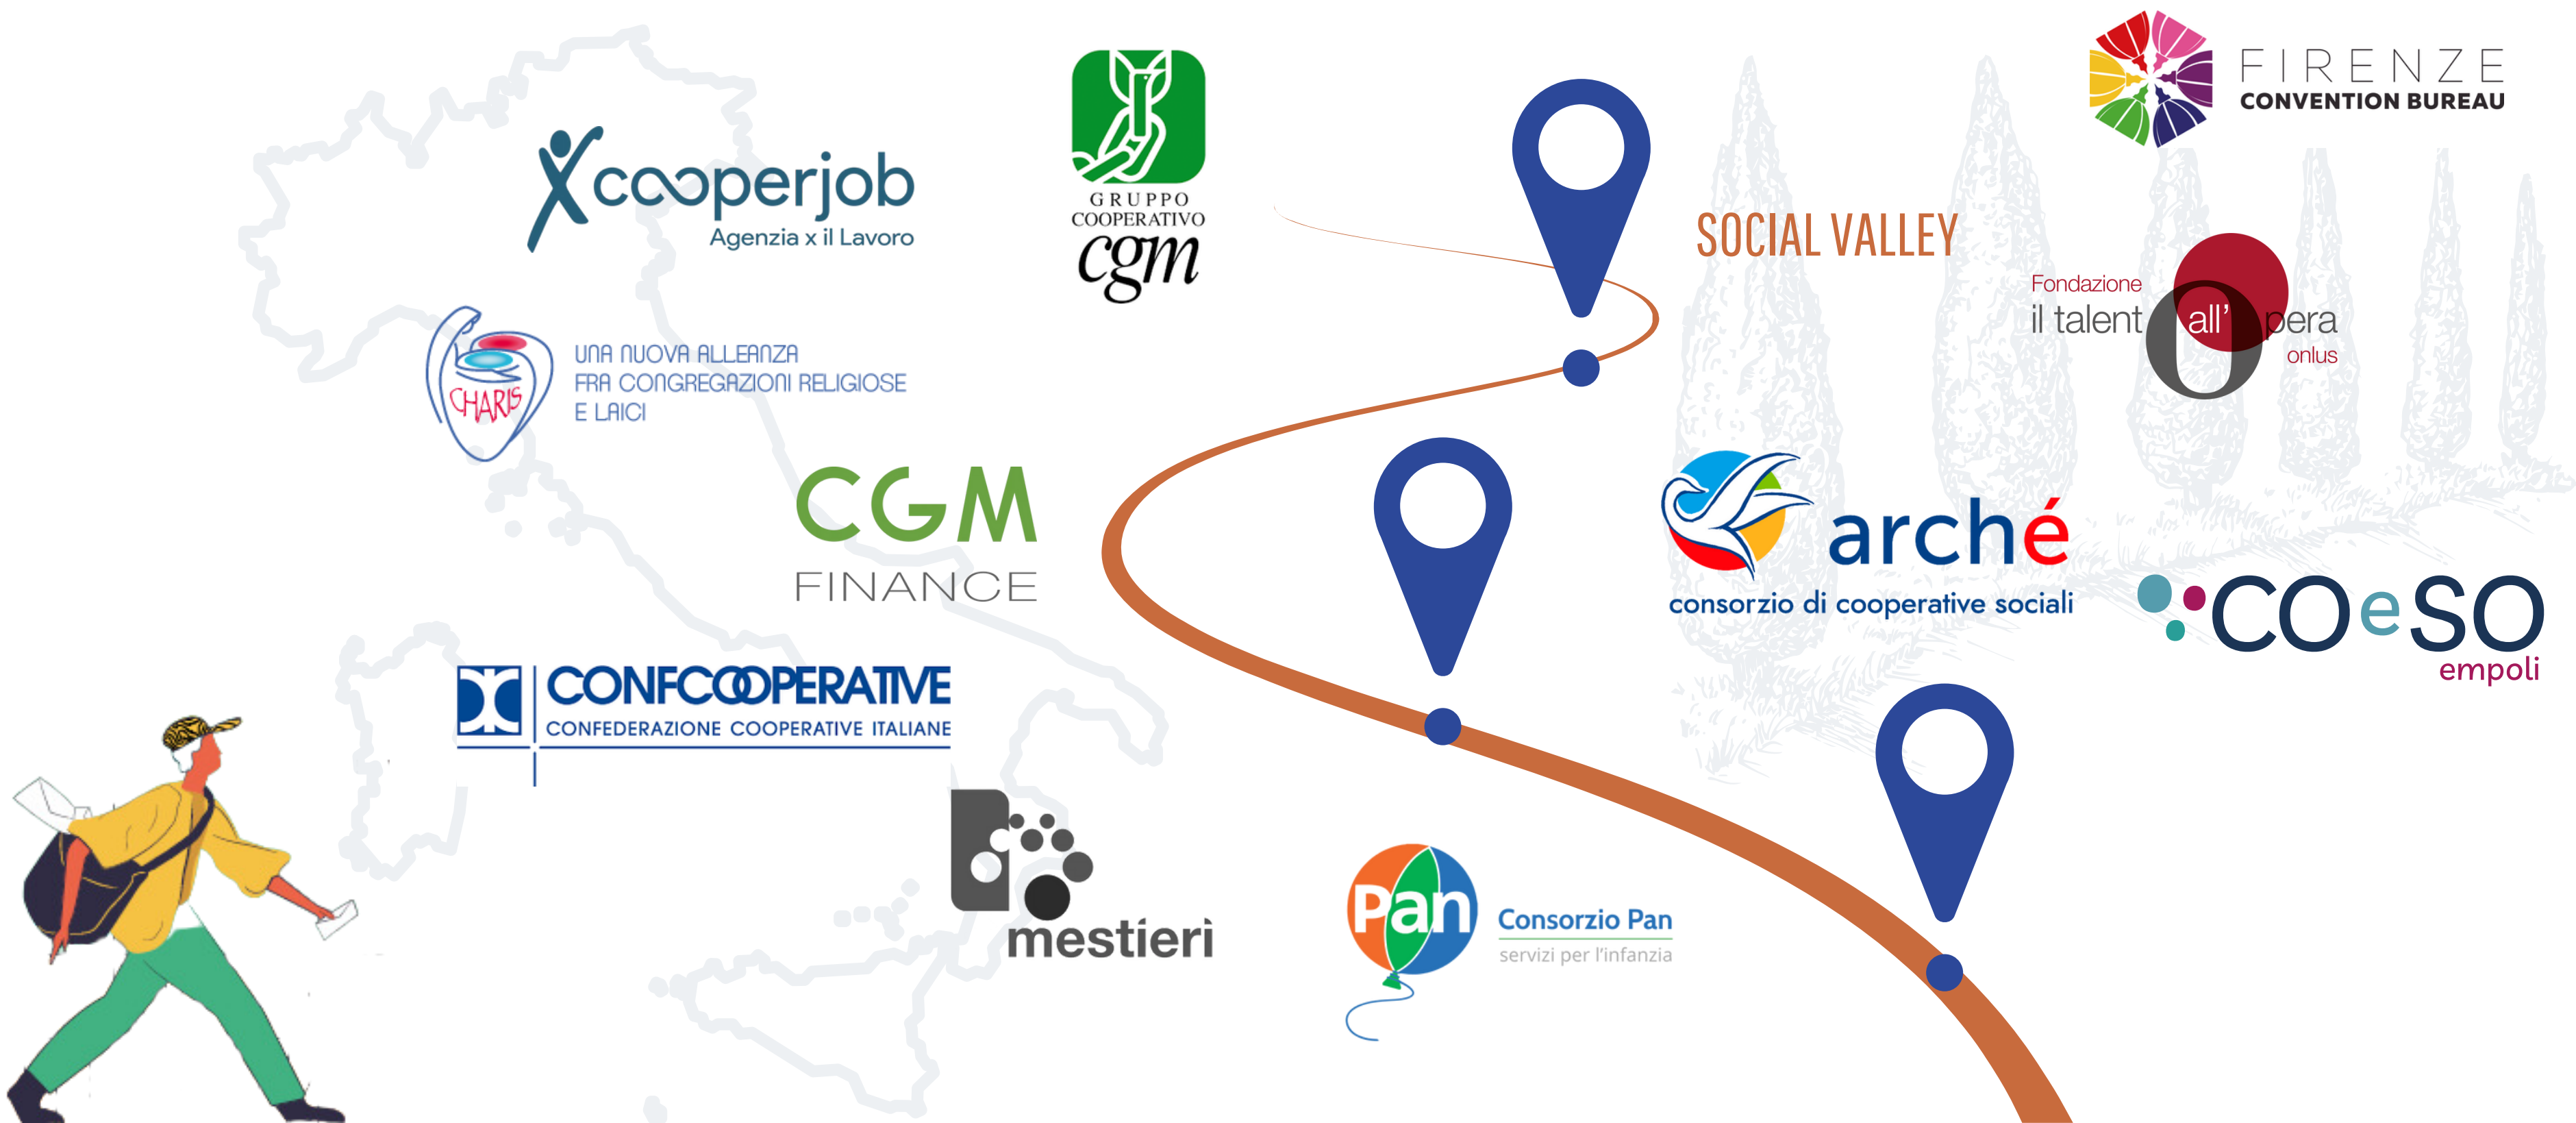 cooperjob
Agenzia x il Lavoro
GRUPPO
COOPERATIVO
cgm
CHARIS
UNA NUOVA ALLEANZA
FRA CONGREGAZIONI RELIGIOSE
E LAICI
CGM
FINANCE
CONFCOOPERATIVE
CONFEDERAZIONE COOPERATIVE ITALIANE
mestieri
Pan
Consorzio Pan
servizi per l'infanzia
SOCIAL VALLEY
FIRENZE
CONVENTION BUREAU
Fondazione
il talent O all' pera
onlus
arché
consorzio di cooperative sociali
COeSO
empoli